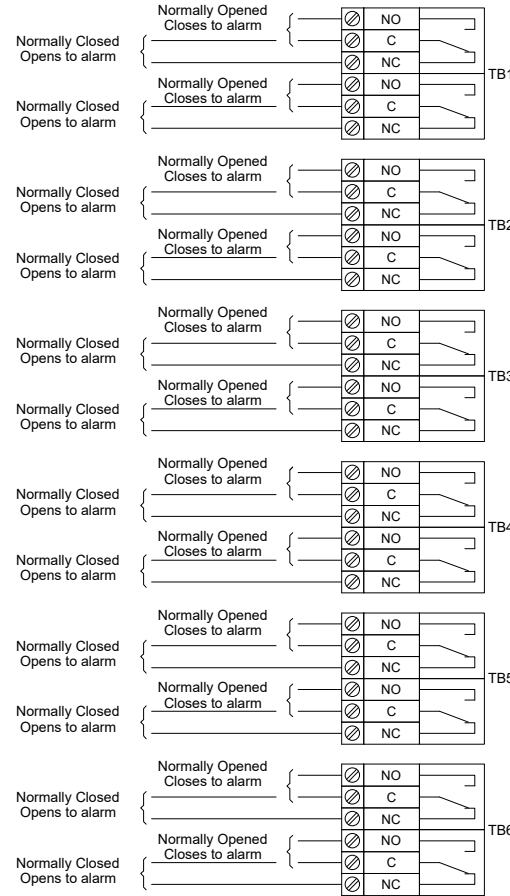 Normally Opened
Closes to alarm
NO
Normally Closed
Opens to alarm
C
NC
TB1
Normally Opened
Closes to alarm
NO
Normally Closed
Opens to alarm
C
NC
Normally Opened
Closes to alarm
NO
Normally Closed
Opens to alarm
C
NC
TB2
Normally Opened
Closes to alarm
NO
Normally Closed
Opens to alarm
C
NC
Normally Opened
Closes to alarm
NO
Normally Closed
Opens to alarm
C
NC
TB3
Normally Opened
Closes to alarm
NO
Normally Closed
Opens to alarm
C
NC
Normally Opened
Closes to alarm
NO
Normally Closed
Opens to alarm
C
NC
TB4
Normally Opened
Closes to alarm
NO
Normally Closed
Opens to alarm
C
NC
Normally Opened
Closes to alarm
NO
Normally Closed
Opens to alarm
C
NC
TB5
Normally Opened
Closes to alarm
NO
Normally Closed
Opens to alarm
C
NC
Normally Opened
Closes to alarm
NO
Normally Closed
Opens to alarm
C
NC
TB6
Normally Opened
Closes to alarm
NO
Normally Closed
Opens to alarm
C
NC